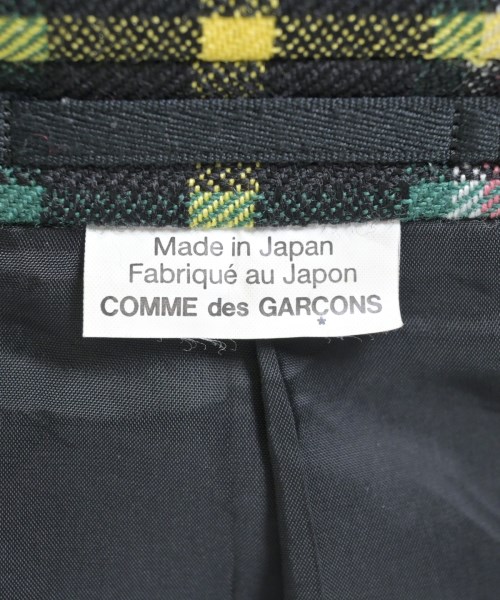 Made in Japan
Fabriqué au Japon
COMME des GARÇONS